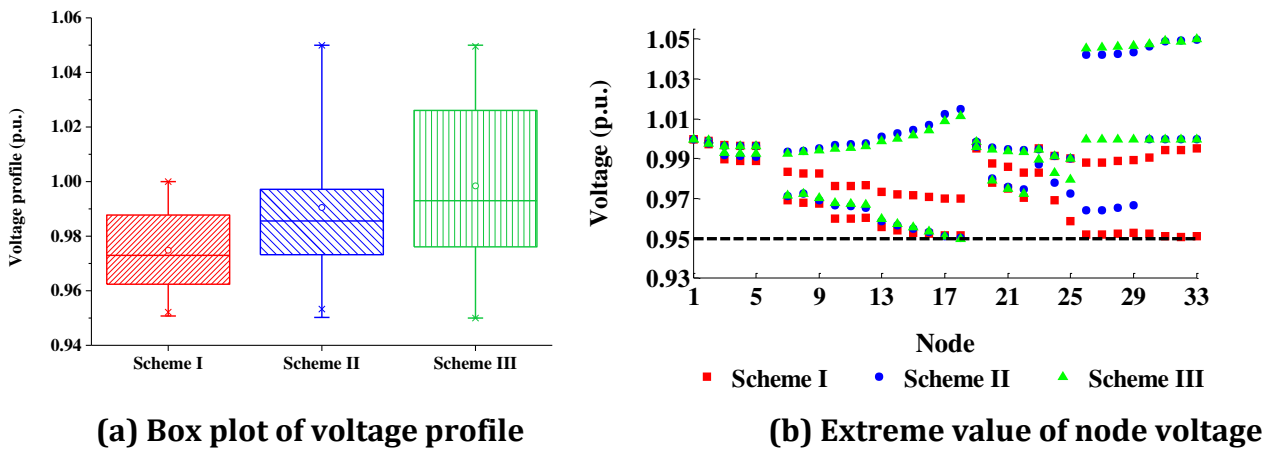 Voltage profile (p.u.)
1.06
1.04
1.02
1.00
0.98
0.96
0.94
Scheme I
Scheme II
Scheme III
(a) Box plot of voltage profile
Voltage (p.u.)
1.05
1.03
1.01
0.99
0.97
0.95
0.93
1 5 9 13 17 21 25 29 33
Node
Scheme I Scheme II Scheme III
(b) Extreme value of node voltage